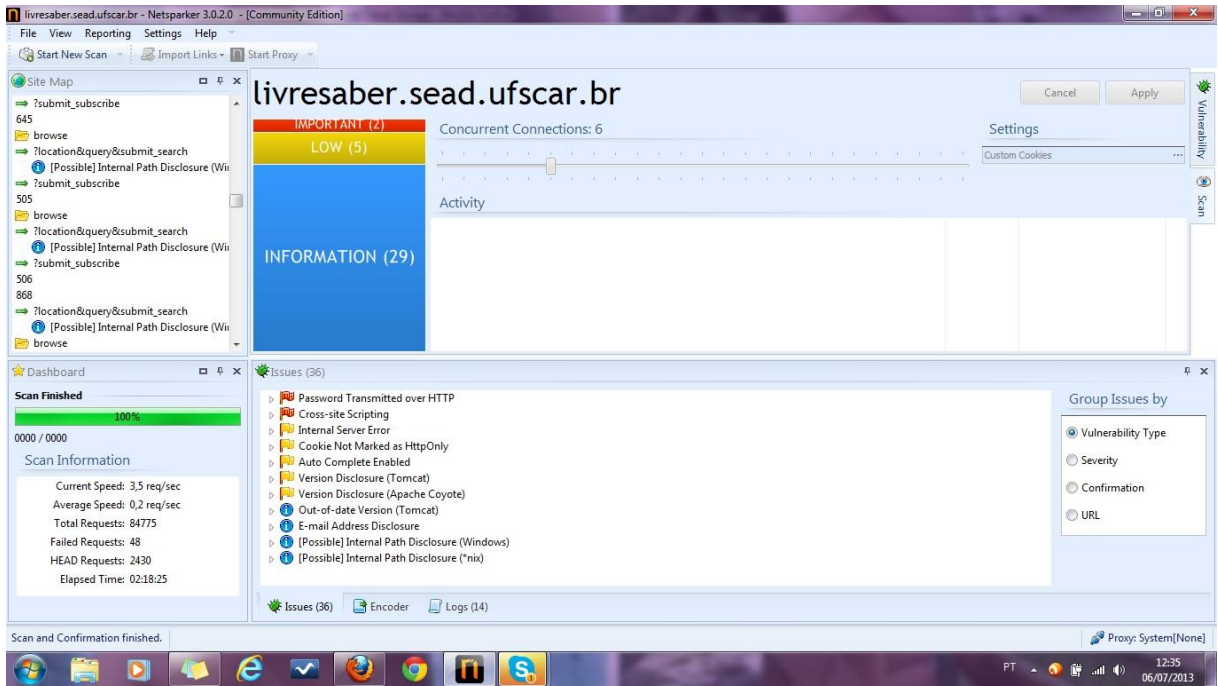 livresaber.sead.ufscar.br - Netsparker 3.0.2.0 - [Community Edition]
File View Reporting Settings Help
Start New Scan Import Links Start Proxy
Site Map
?submit_subscribe
645
browse
?location&query&submit_search
[Possible] Internal Path Disclosure (Wi
?submit_subscribe
505
browse
?location&query&submit_search
[Possible] Internal Path Disclosure (Wi
?submit_subscribe
506
868
?location&query&submit_search
[Possible] Internal Path Disclosure (Wi
browse
livresaber.sead.ufscar.br
Cancel Apply
IMPORTANT (2)
LOW (5)
INFORMATION (29)
Concurrent Connections: 6
Settings
Custom Cookies ...
Activity
Vulnerability
Scan
Dashboard
Scan Finished
100%
0000 / 0000
Scan Information
Current Speed: 3,5 req/sec
Average Speed: 0,2 req/sec
Total Requests: 84775
Failed Requests: 48
HEAD Requests: 2430
Elapsed Time: 02:18:25
Issues (36)
Password Transmitted over HTTP
Cross-site Scripting
Internal Server Error
Cookie Not Marked as HttpOnly
Auto Complete Enabled
Version Disclosure (Tomcat)
Version Disclosure (Apache Coyote)
Out-of-date Version (Tomcat)
E-mail Address Disclosure
[Possible] Internal Path Disclosure (Windows)
[Possible] Internal Path Disclosure (*nix)
Group Issues by
Vulnerability Type
Severity
Confirmation
URL
Issues (36) Encoder Logs (14)
Scan and Confirmation finished.
Proxy: System[None]
PT
12:35
06/07/2013